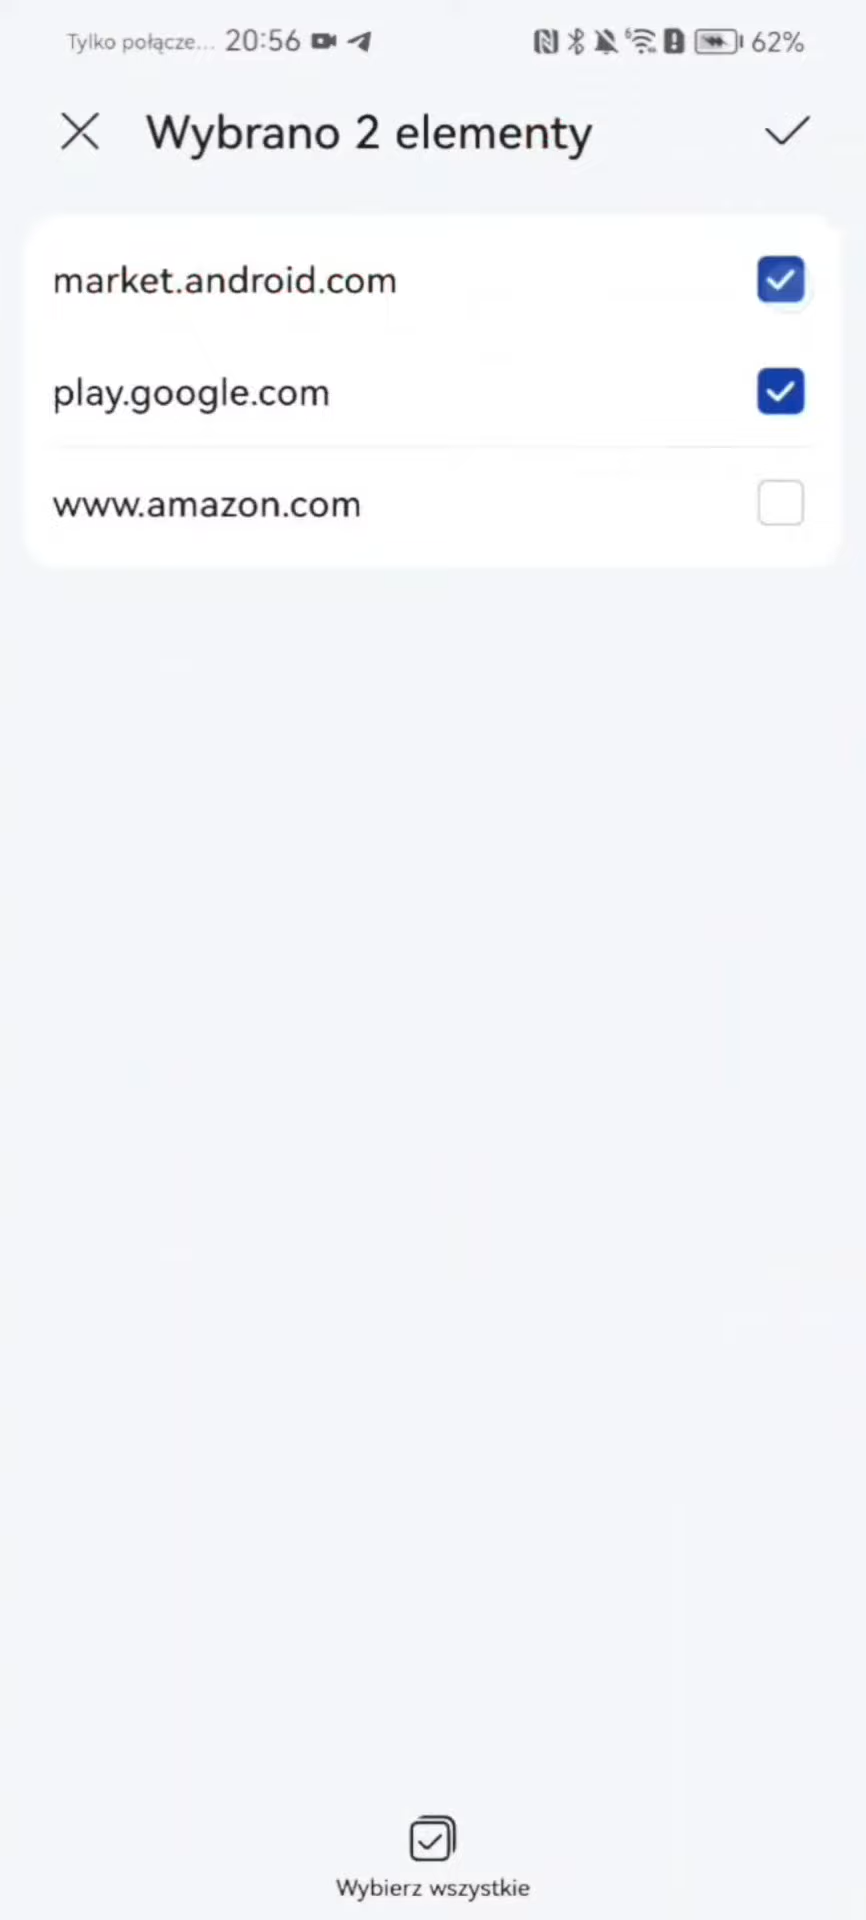 Tylko połącze... 20:56 62%
Wybrano 2 elementy
market.android.com
play.google.com
www.amazon.com
Wybierz wszystkie